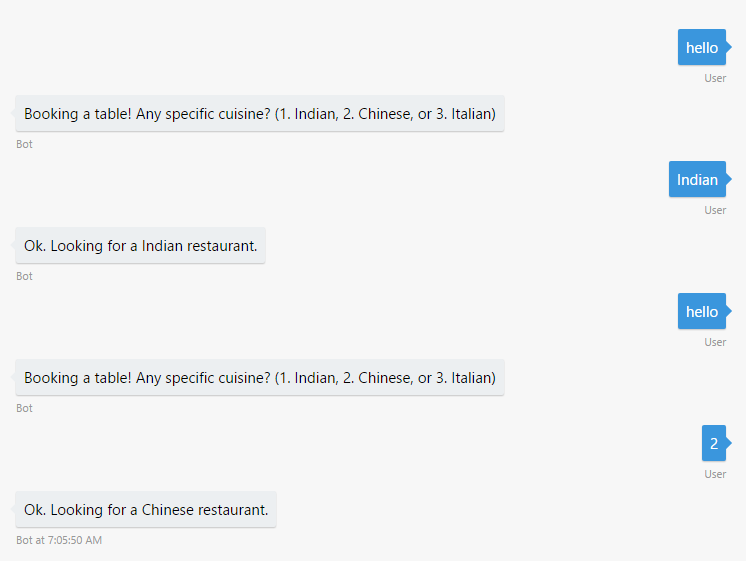 hello
User
Booking a table! Any specific cuisine? (1. Indian, 2. Chinese, or 3. Italian)
Bot
Indian
User
Ok. Looking for a Indian restaurant.
Bot
hello
User
Booking a table! Any specific cuisine? (1. Indian, 2. Chinese, or 3. Italian)
Bot
2
User
Ok. Looking for a Chinese restaurant.
Bot at 7:05:50 AM